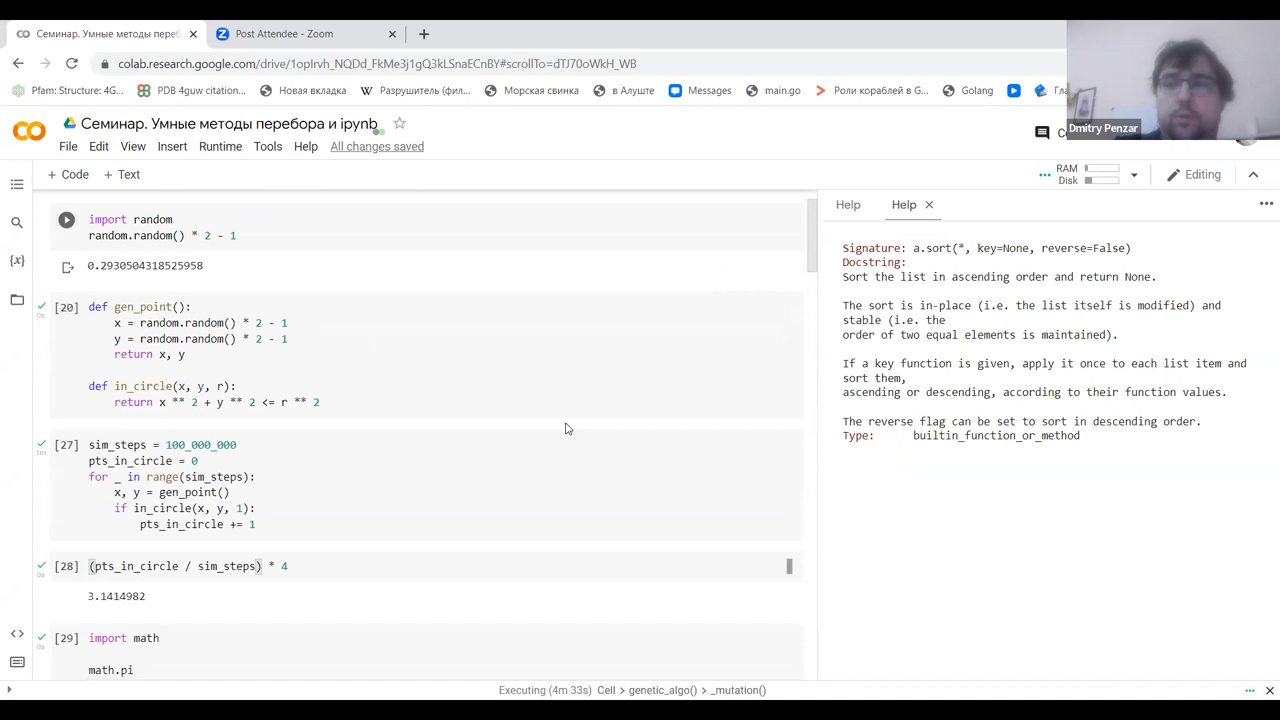 Семинар. Умные методы перебо
Post Attendee - Zoom
colab.research.google.com/drive/1opIrvh_NQDd_FkMe3j1gQ3kLSnaECnBY#scrollTo=dTJ70oWkH_WB
Pfam: Structure: 4G...
PDB 4guw citation...
Новая вкладка
Разрушитель (фил...
Морская свинка
в Алуште
Messages
main.go
Роли кораблей в G...
Golang
Dmitry Penzar
CO
Семинар. Умные методы перебора и ipynb
File Edit View Insert Runtime Tools Help All changes saved
+ Code + Text
RAM
Disk
Editing
import random
random.random() * 2 - 1
0.2930504318525958
[20] def gen_point():
x = random.random() * 2 - 1
y = random.random() * 2 - 1
return x, y
def in_circle(x, y, r):
return x ** 2 + y ** 2 <= r ** 2
[27] sim_steps = 100_000_000
1m
pts_in_circle = 0
for _ in range(sim_steps):
x, y = gen_point()
if in_circle(x, y, 1):
pts_in_circle += 1
[28] (pts_in_circle / sim_steps) * 4
3.1414982
[29] import math
math.pi
Help Help
Signature: a.sort(*, key=None, reverse=False)
Docstring:
Sort the list in ascending order and return None.
The sort is in-place (i.e. the list itself is modified) and
stable (i.e. the
order of two equal elements is maintained).
If a key function is given, apply it once to each list item and
sort them,
ascending or descending, according to their function values.
The reverse flag can be set to sort in descending order.
Type: builtin_function_or_method
Executing (4m 33s) Cell > genetic_algo() > _mutation()